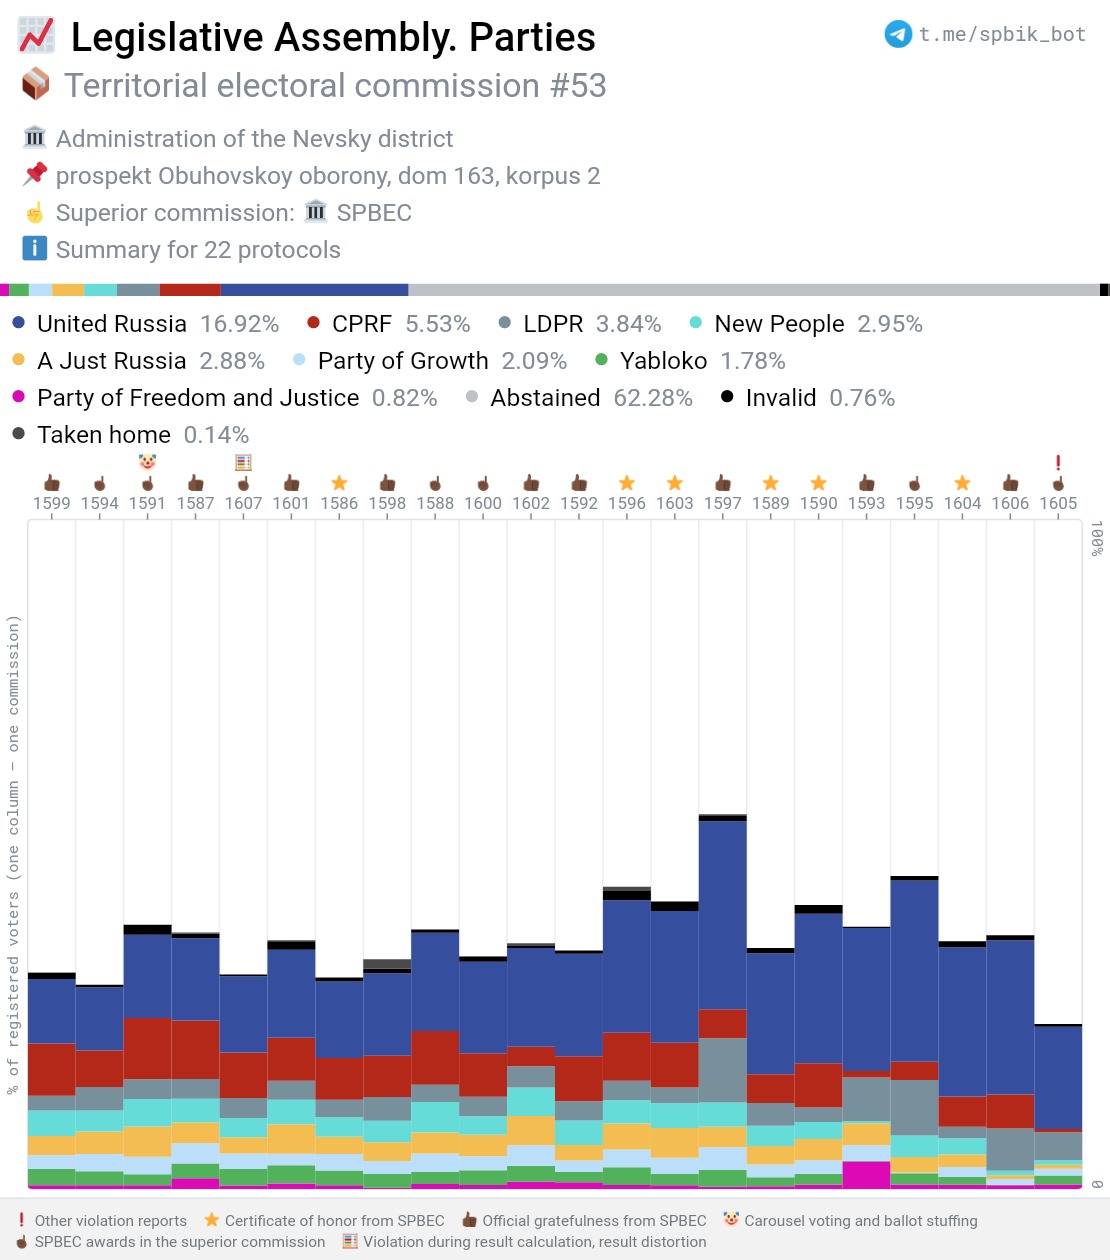 Legislative Assembly. Parties
t.me/spbik_bot
Territorial electoral commission #53
Administration of the Nevsky district
prospekt Obuhovskoy oborony, dom 163, korpus 2
Superior commission: SPBEC
Summary for 22 protocols
United Russia 16.92% CPRF 5.53% LDPR 3.84% New People 2.95%
A Just Russia 2.88% Party of Growth 2.09% Yabloko 1.78%
Party of Freedom and Justice 0.82% Abstained 62.28% Invalid 0.76%
Taken home 0.14%
1599 1594 1591 1587 1607 1601 1586 1598 1588 1600 1602 1592 1596 1603 1597 1589 1590 1593 1595 1604 1606 1605
100%
% of registered voters (one column – one commission)
0
Other violation reports Certificate of honor from SPBEC Official gratefulness from SPBEC Carousel voting and ballot stuffing
SPBEC awards in the superior commission Violation during result calculation, result distortion